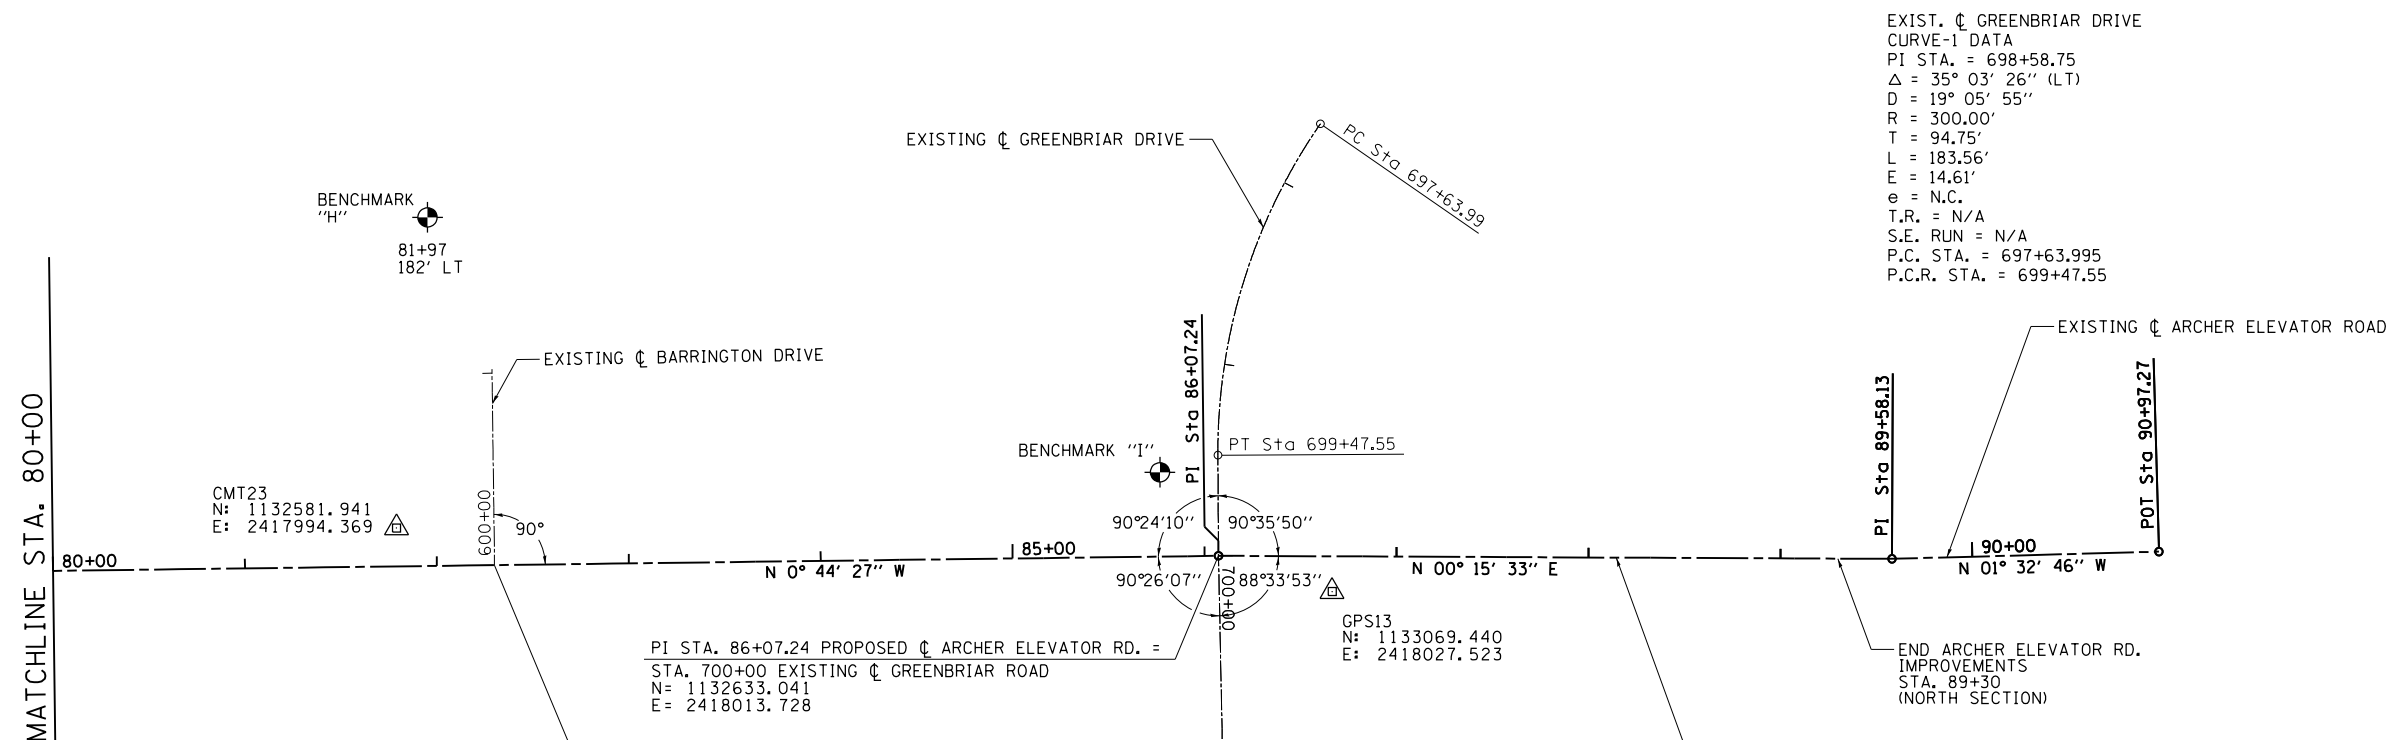 EXIST. ℄ GREENBRIAR DRIVE
CURVE-1 DATA
PI STA. = 698+58.75
Δ = 35° 03' 26'' (LT)
D = 19° 05' 55''
R = 300.00'
T = 94.75'
L = 183.56'
E = 14.61'
e = N.C.
T.R. = N/A
S.E. RUN = N/A
P.C. STA. = 697+63.995
P.C.R. STA. = 699+47.55
EXISTING ℄ GREENBRIAR DRIVE
PC Sta 697+63.99
BENCHMARK
''H''
81+97
182' LT
EXISTING ℄ BARRINGTON DRIVE
EXISTING ℄ ARCHER ELEVATOR ROAD
MATCHLINE STA. 80+00
CMT23
N: 1132581.941
E: 2417994.369
600+00
90°
BENCHMARK ''I''
PI Sta 86+07.24
PT Sta 699+47.55
PI Sta 89+58.13
POT Sta 90+97.27
90°24'10''
90°35'50''
80+00
85+00
90+00
N 0° 44' 27'' W
N 00° 15' 33'' E
N 01° 32' 46'' W
90°26'07''
88°33'53''
700+00
GPS13
N: 1133069.440
E: 2418027.523
PI STA. 86+07.24 PROPOSED ℄ ARCHER ELEVATOR RD. =
STA. 700+00 EXISTING ℄ GREENBRIAR ROAD
N= 1132633.041
E= 2418013.728
END ARCHER ELEVATOR RD.
IMPROVEMENTS
STA. 89+30
(NORTH SECTION)